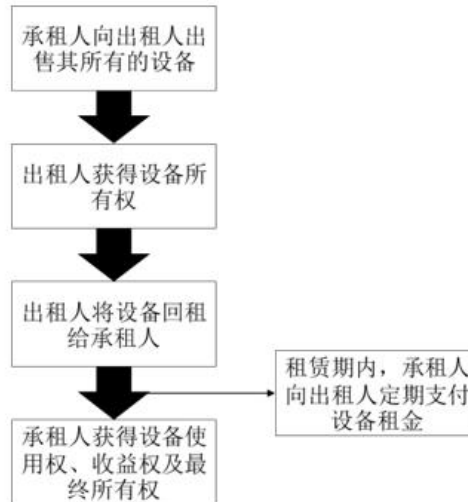 承租人向出租人出
售其所有的设备
出租人获得设备所
有权
出租人将设备回租
给承租人
租赁期内，承租人
向出租人定期支付
设备租金
承租人获得设备使
用权、收益权及最
终所有权